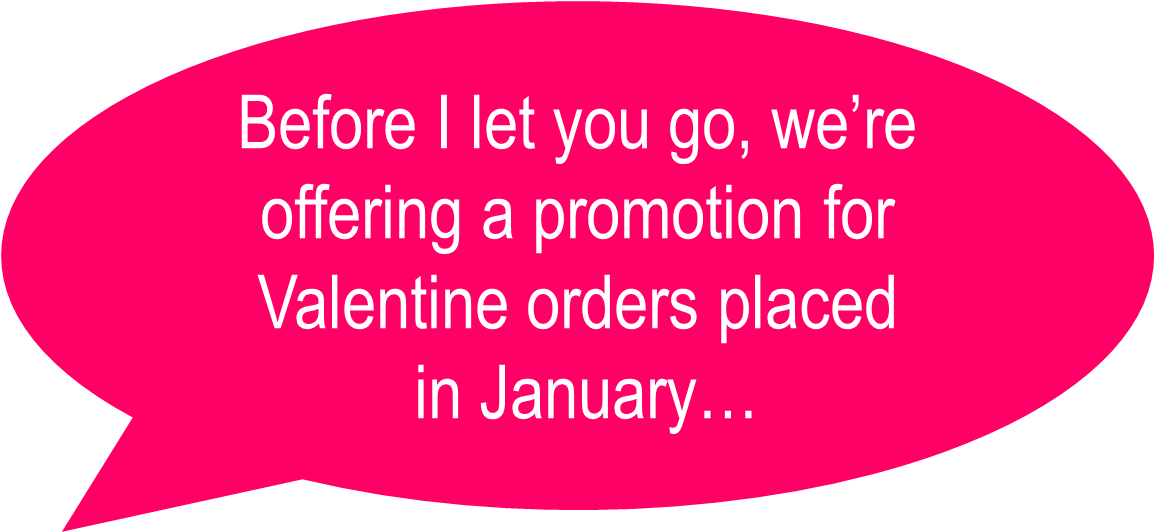 Before I let you go, we’re
offering a promotion for
Valentine orders placed
in January…